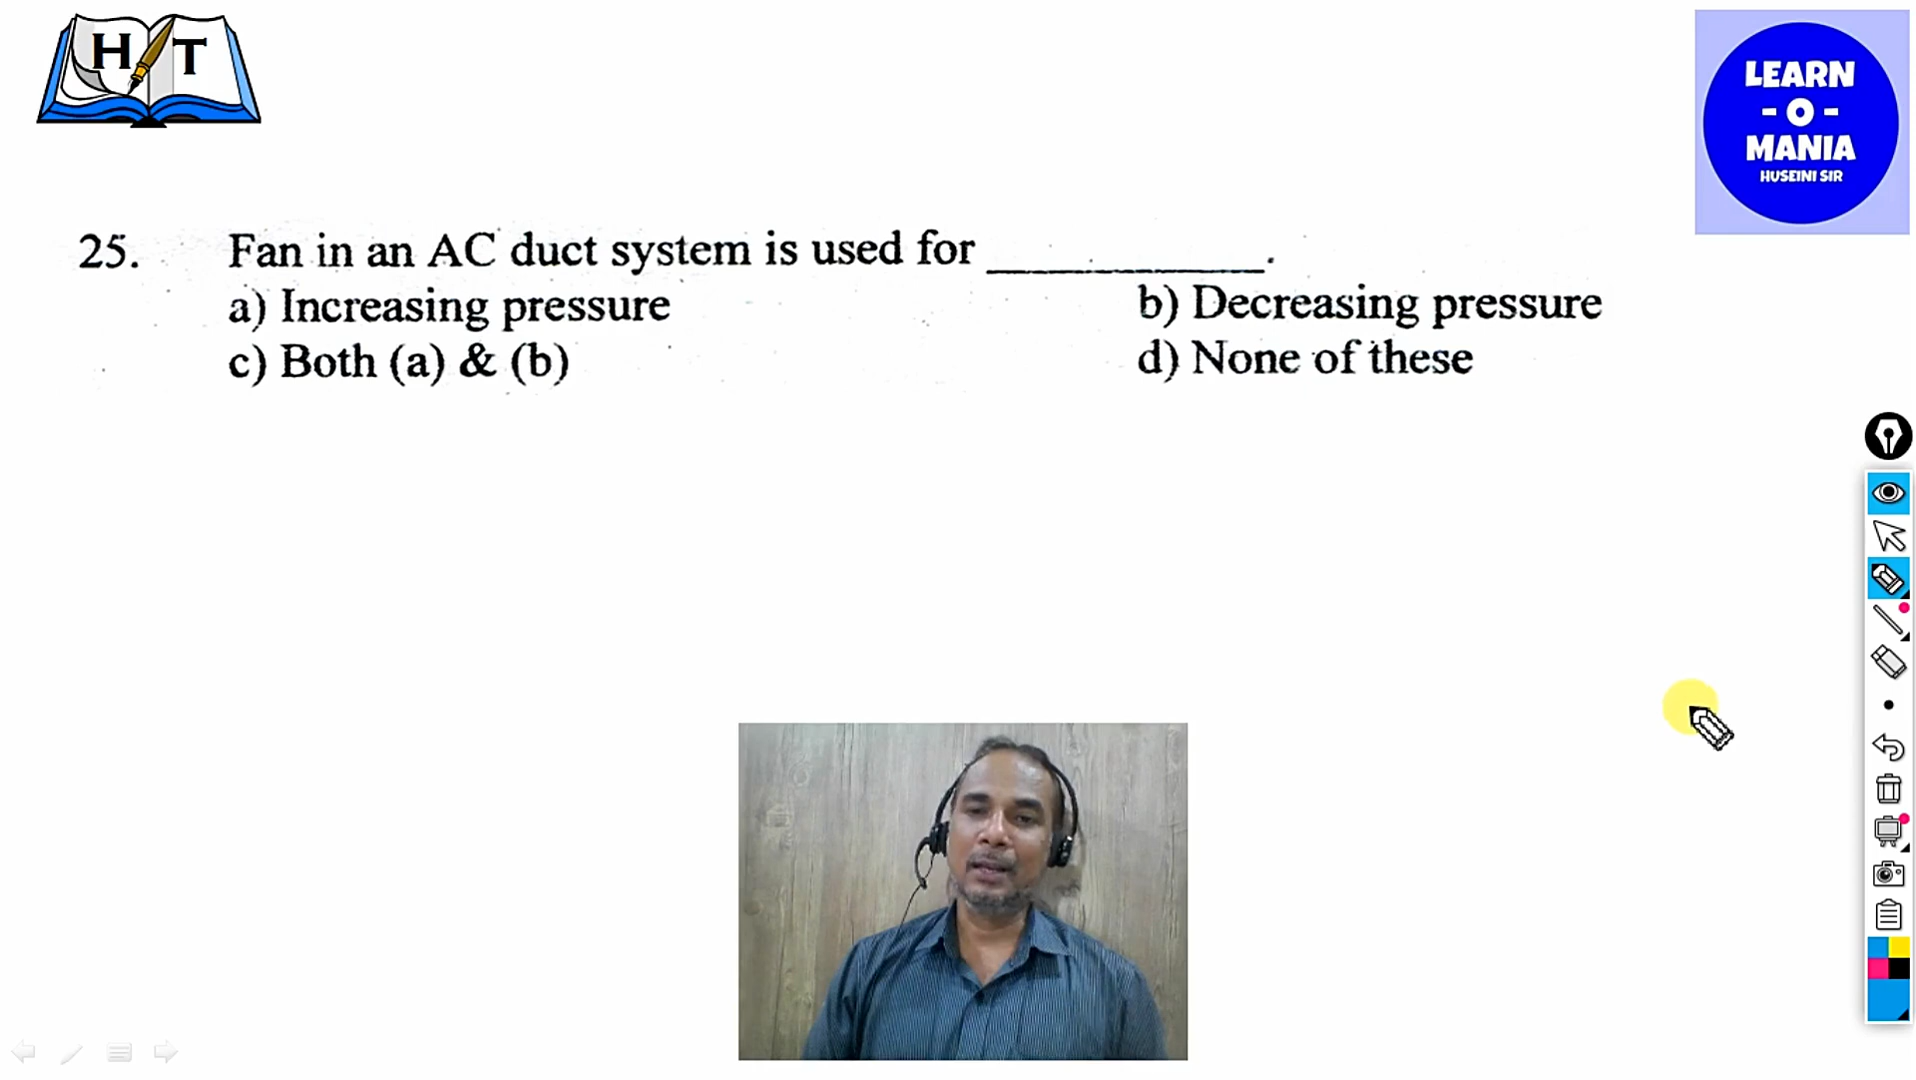 H T
LEARN
- O -
MANIA
HUSEINI SIR
25. Fan in an AC duct system is used for ____________.
a) Increasing pressure b) Decreasing pressure
c) Both (a) & (b) d) None of these